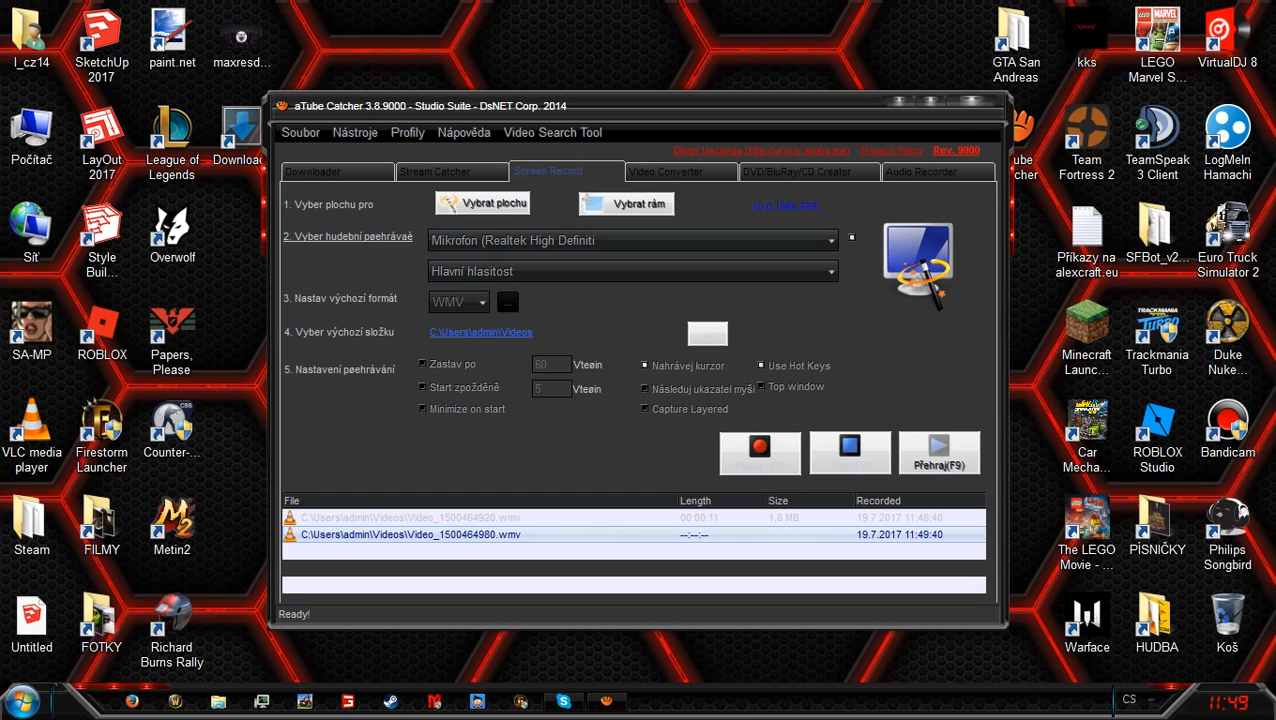 l_cz14
SketchUp 2017
paint.net
maxresd...
GTA San Andreas
kks
LEGO Marvel S...
VirtualDJ 8
Počítač
LayOut 2017
League of Legends
Download
Team Fortress 2
TeamSpeak 3 Client
LogMeIn Hamachi
Síť
Style Buil...
Overwolf
Příkazy na alexcraft.eu
SFBot_v2...
Euro Truck Simulator 2
SA-MP
ROBLOX
Papers, Please
Minecraft Launc...
Trackmania Turbo
Duke Nuke...
VLC media player
Firestorm Launcher
Counter-...
Car Mecha...
ROBLOX Studio
Bandicam
Steam
FILMY
Metin2
The LEGO Movie - ...
PÍSNIČKY
Philips Songbird
Untitled
FOTKY
Richard Burns Rally
Warface
HUDBA
Koš
aTube Catcher 3.8.9000 - Studio Suite - DsNET Corp. 2014
Soubor Nástroje Profily Nápověda Video Search Tool
Privacy Policy Rev. 9000
Downloader Stream Catcher Screen Record Video Converter DVD/BluRay/CD Creator Audio Recorder
1. Vyber plochu pro Vybrat plochu Vybrat rám
2. Vyber hudební Mikrofon (Realtek High Definiti
Hlavní hlasitost
3. Nastav výchozí formát WMV ...
4. Vyber výchozí složku C:\Users\admin\Videos ...
5. Nastavení pøehrávání
Zastav po 60 Vteøin Nahrávej kurzor Use Hot Keys
Start zpožděně 5 Vteøin Následuj ukazatel myši Top window
Minimize on start Capture Layered
Přehraj(F9)
File Length Size Recorded
C:\Users\admin\Videos\Video_1500464920.wmv 00:00:11 1,8 MB 19.7.2017 11:48:40
C:\Users\admin\Videos\Video_1500464980.wmv --:--:-- 19.7.2017 11:49:40
Ready!
CS 11:49